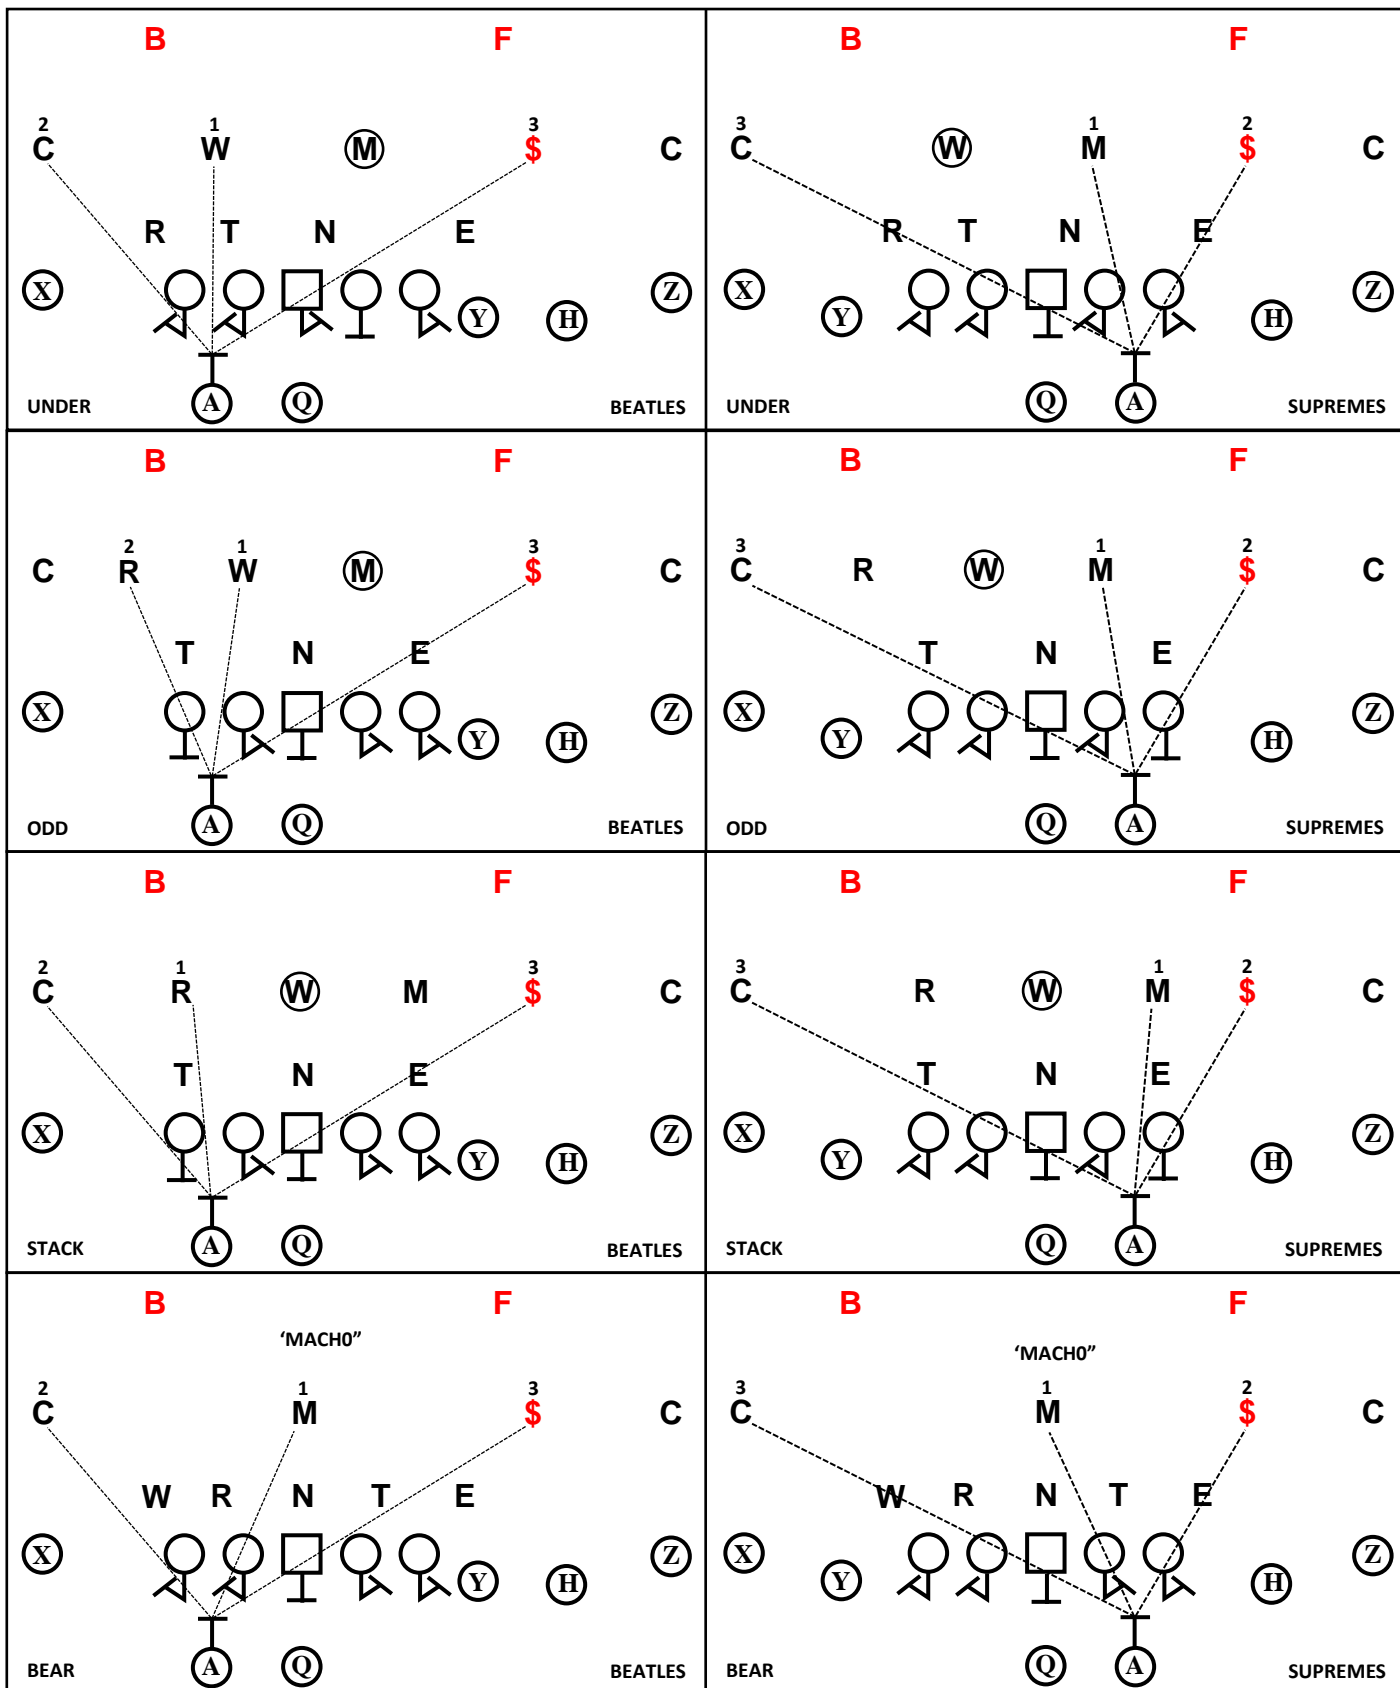 B F
2 1 3
C W M $ C
R T N E
X Z
Y H
A Q
UNDER BEATLES
B F
3 1 2
C W M $ C
R T N E
X Z
Y H
Q A
UNDER SUPREMES
B F
2 1 3
C R W M $ C
T N E
X Z
Y H
A Q
ODD BEATLES
B F
3 1 2
C R W M $ C
T N E
X Z
Y H
Q A
ODD SUPREMES
B F
2 1 3
C R W M $ C
T N E
X Z
Y H
A Q
STACK BEATLES
B F
3 1 2
C R W M $ C
T N E
X Z
Y H
Q A
STACK SUPREMES
B F
‘MACH0”
2 1 3
C M $ C
W R N T E
X Z
Y H
A Q
BEAR BEATLES
B F
‘MACH0”
3 1 2
C M $ C
W R N T E
X Z
Y H
Q A
BEAR SUPREMES